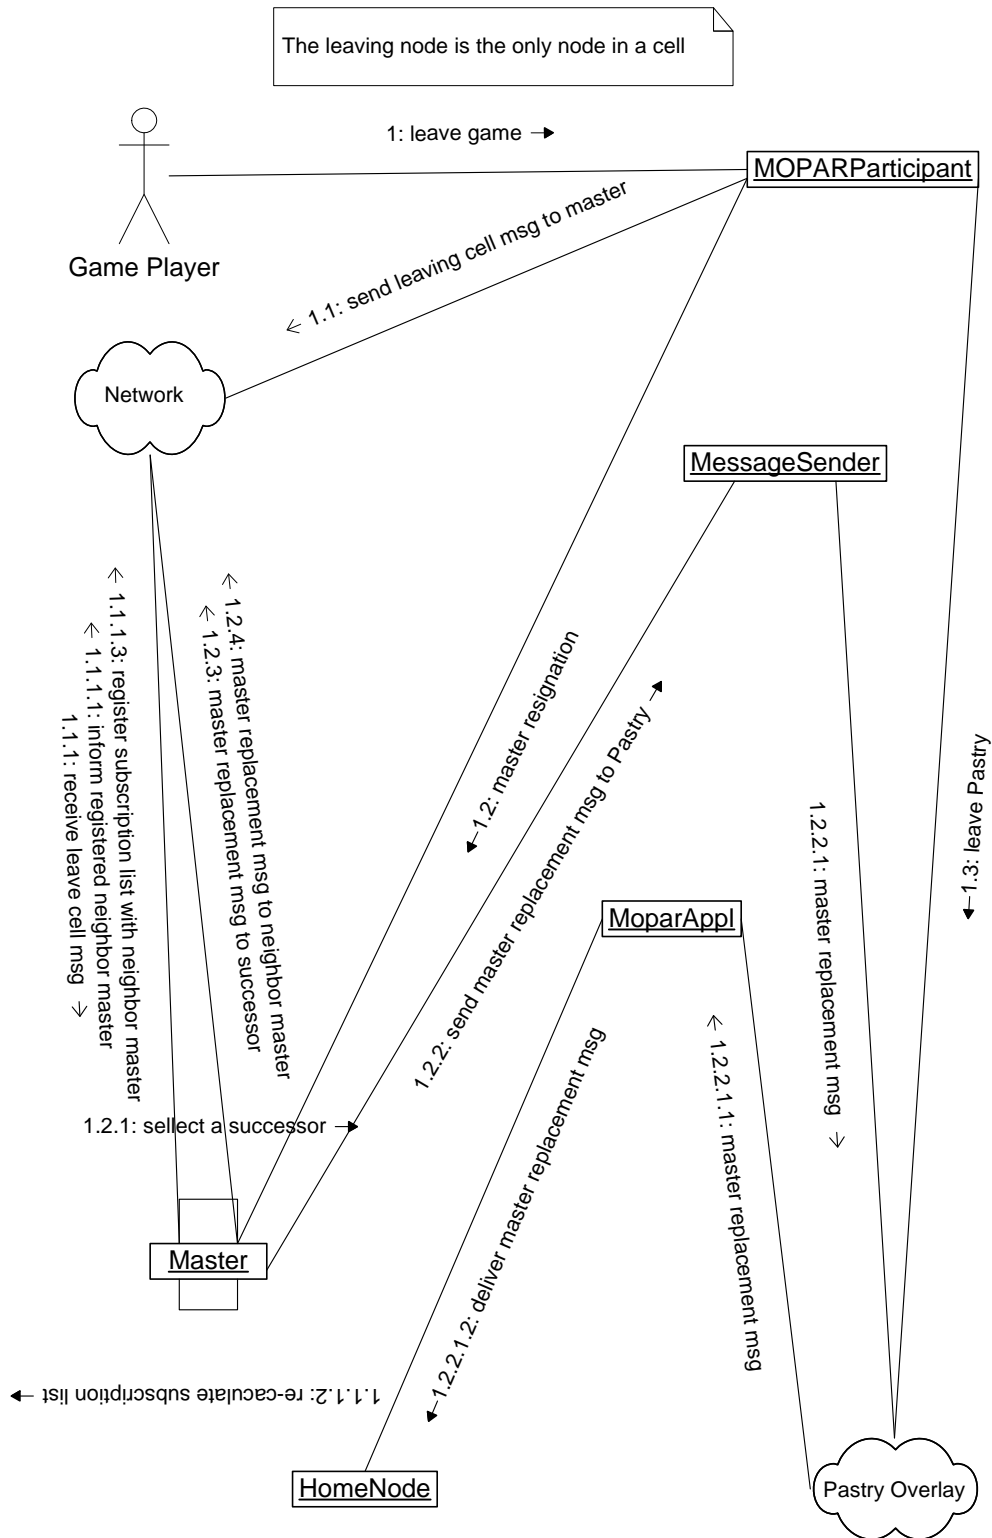 The leaving node is the only node in a cell
1: leave game
MOPARParticipant
1.1: send leaving cell msg to master
Game Player
Network
MessageSender
1.1.1.3: register subscription list with neighbor master
1.1.1.1: inform registered neighbor master
1.1.1: receive leave cell msg
1.2.4: master replacement msg to neighbor master
1.2.3: master replacement msg to successor
1.2: master resignation
1.2.2: send master replacement msg to Pastry
1.2.2.1: master replacement msg
1.3: leave Pastry
MoparAppl
1.2.2.1.1: master replacement msg
1.2.2.1.2: deliver master replacement msg
1.2.1: sellect a successor
Master
1.1.1.2: re-caculate subscription list
HomeNode
Pastry Overlay